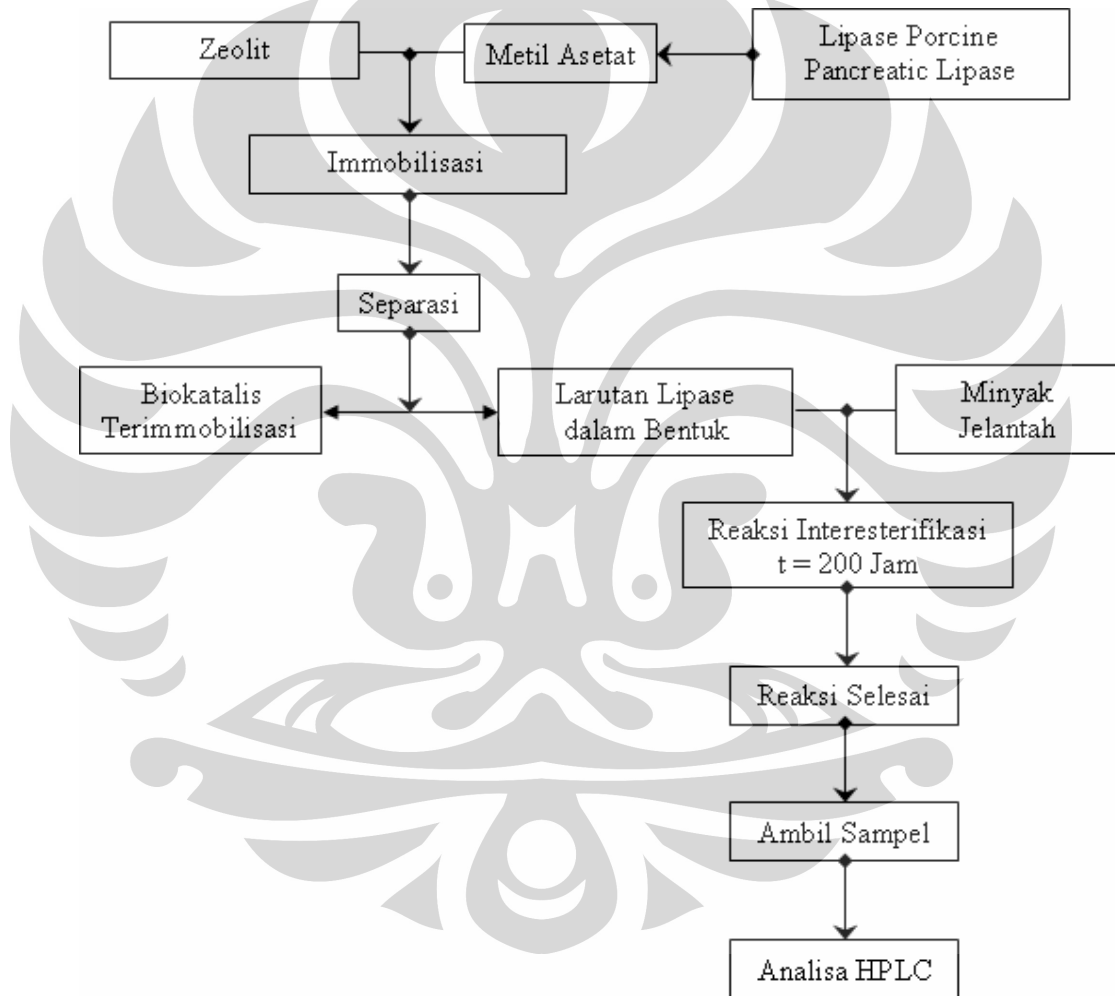 Zeolit
Metil Asetat
Lipase Porcine
Pancreatic Lipase
Immobilisasi
Separasi
Biokatalis
Terimmobilisasi
Larutan Lipase
dalam Bentuk
Minyak
Jelantah
Reaksi Interesterifikasi
t = 200 Jam
Reaksi Selesai
Ambil Sampel
Analisa HPLC